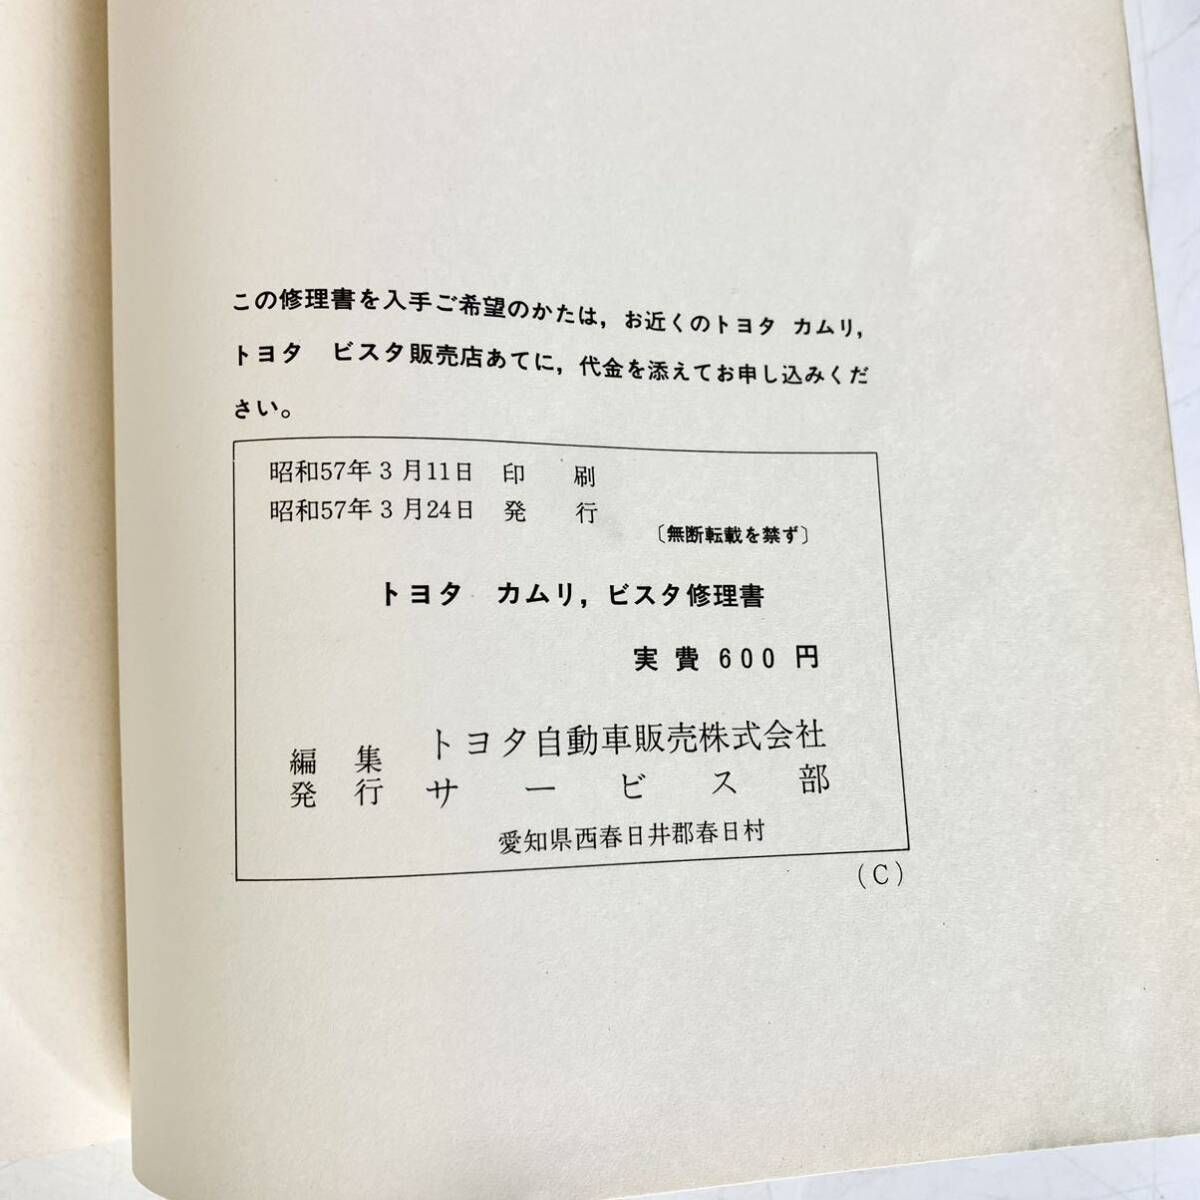 この修理書を入手ご希望のかたは，お近くのトヨタ カムリ，
トヨタ　ビスタ販売店あてに，代金を添えてお申し込みくだ
さい。
昭和57年 3 月11日　印　刷
昭和57年 3 月24日　発　行
〔無断転載を禁ず〕
トヨタ　カムリ，ビスタ修理書
実 費 600 円
編　集　トヨタ自動車販売株式会社
発　行　サ　ー　ビ　ス　部
愛知県西春日井郡春日村
(C)